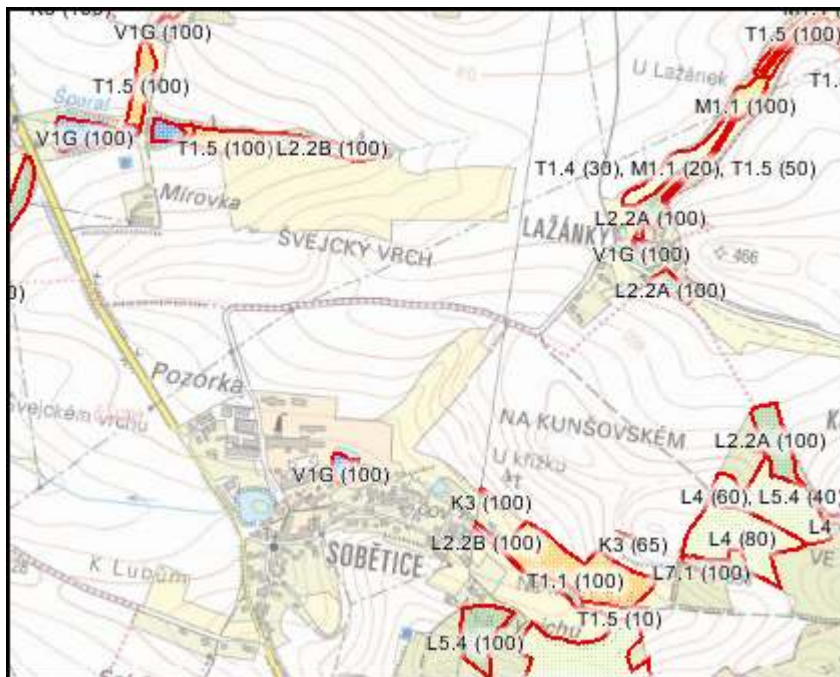 V1G (100)
T1.5 (100)
M1.1 (100)
U Lažánek
T1.5 (100)
Šporal
V1G (100)
T1.5 (100)
L2.2B (100)
T1.4 (30), M1.1 (20), T1.5 (50)
Mírovka
L2.2A (100)
ŠVEJCKÝ VRCH
LAŽÁNKY
V1G (100)
466
L2.2A (100)
Pozorka
NA KUNŠOVSKÉM
L2.2A (100)
U křížku
V1G (100)
K3 (100)
L4 (60), L5.4 (40)
L2.2B (100)
K3 (65)
L4 (80)
L4
SOBĚTICE
K Lubům
T1.1 (100)
L7.1 (100)
T1.5 (10)
L5.4 (100)